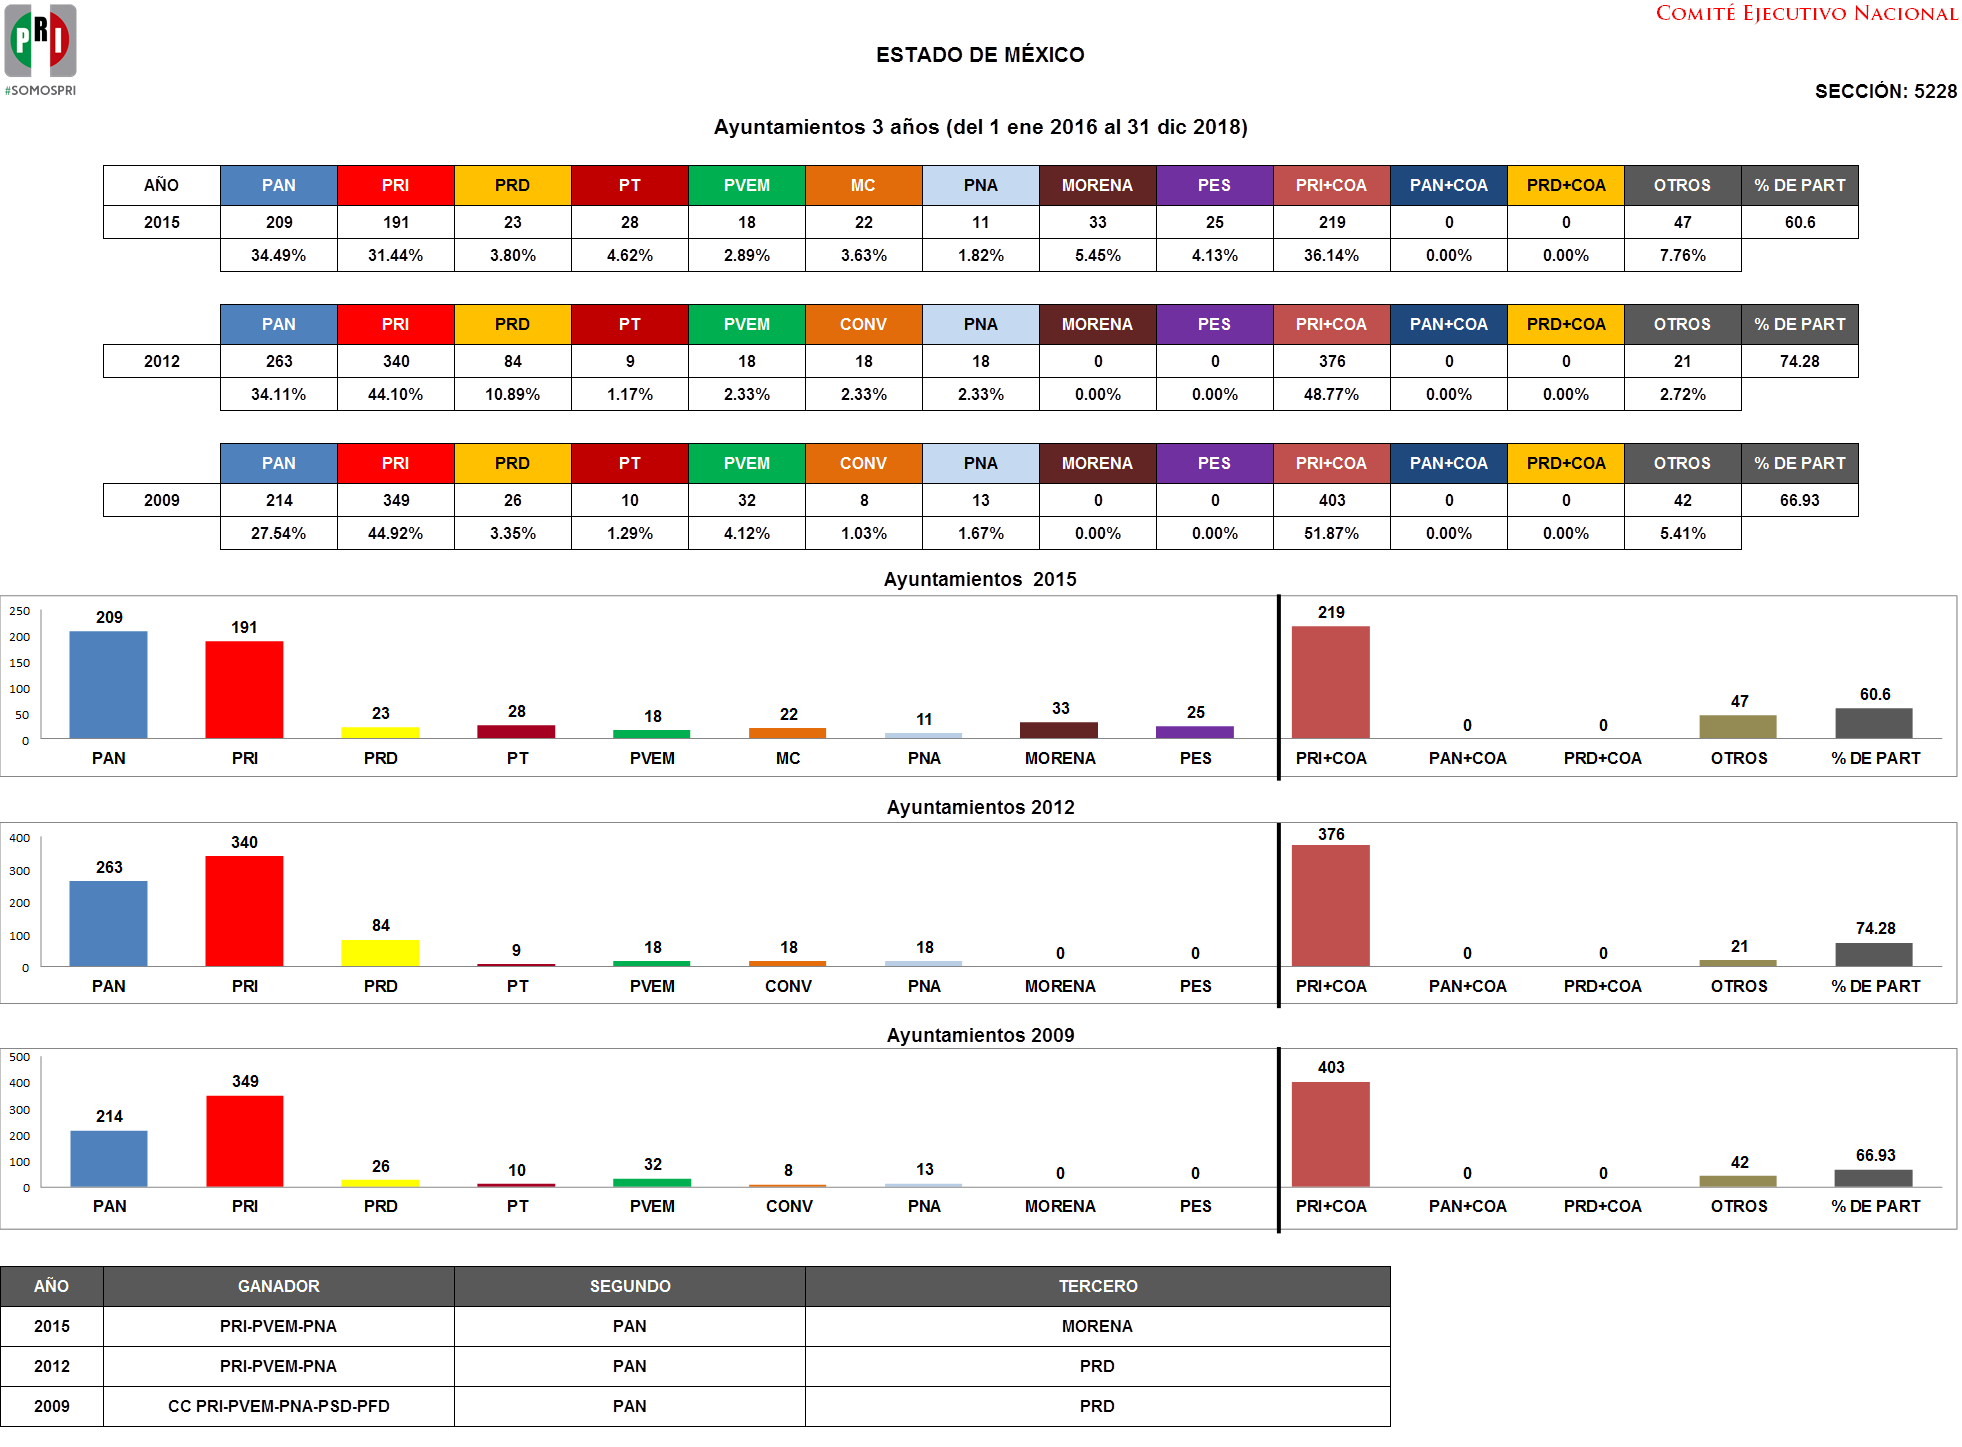 PRI
#SOMOSPRI
COMITÉ EJECUTIVO NACIONAL
ESTADO DE MÉXICO
SECCIÓN: 5228
Ayuntamientos 3 años (del 1 ene 2016 al 31 dic 2018)
AÑO PAN PRI PRD PT PVEM MC PNA MORENA PES PRI+COA PAN+COA PRD+COA OTROS % DE PART
2015 209 191 23 28 18 22 11 33 25 219 0 0 47 60.6
34.49% 31.44% 3.80% 4.62% 2.89% 3.63% 1.82% 5.45% 4.13% 36.14% 0.00% 0.00% 7.76%
PAN PRI PRD PT PVEM CONV PNA MORENA PES PRI+COA PAN+COA PRD+COA OTROS % DE PART
2012 263 340 84 9 18 18 18 0 0 376 0 0 21 74.28
34.11% 44.10% 10.89% 1.17% 2.33% 2.33% 2.33% 0.00% 0.00% 48.77% 0.00% 0.00% 2.72%
PAN PRI PRD PT PVEM CONV PNA MORENA PES PRI+COA PAN+COA PRD+COA OTROS % DE PART
2009 214 349 26 10 32 8 13 0 0 403 0 0 42 66.93
27.54% 44.92% 3.35% 1.29% 4.12% 1.03% 1.67% 0.00% 0.00% 51.87% 0.00% 0.00% 5.41%
Ayuntamientos 2015
250
200
150
100
50
0
209 191 23 28 18 22 11 33 25 219 0 0 47 60.6
PAN PRI PRD PT PVEM MC PNA MORENA PES PRI+COA PAN+COA PRD+COA OTROS % DE PART
Ayuntamientos 2012
400
300
200
100
0
263 340 84 9 18 18 18 0 0 376 0 0 21 74.28
PAN PRI PRD PT PVEM CONV PNA MORENA PES PRI+COA PAN+COA PRD+COA OTROS % DE PART
Ayuntamientos 2009
500
400
300
200
100
0
214 349 26 10 32 8 13 0 0 403 0 0 42 66.93
PAN PRI PRD PT PVEM CONV PNA MORENA PES PRI+COA PAN+COA PRD+COA OTROS % DE PART
AÑO GANADOR SEGUNDO TERCERO
2015 PRI-PVEM-PNA PAN MORENA
2012 PRI-PVEM-PNA PAN PRD
2009 CC PRI-PVEM-PNA-PSD-PFD PAN PRD